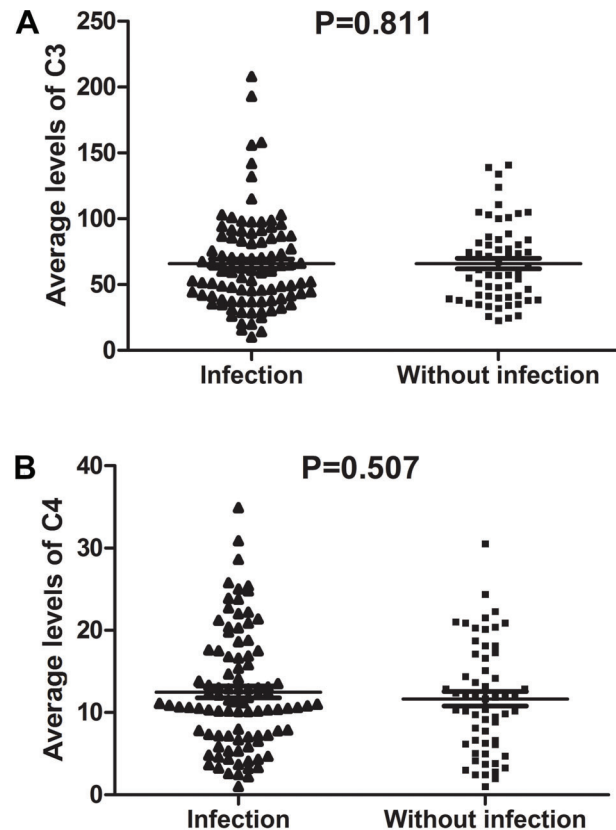 A
P=0.811
Average levels of C3
250
200
150
100
50
0
Infection
Without infection
B
P=0.507
Average levels of C4
40
30
20
10
0
Infection
Without infection